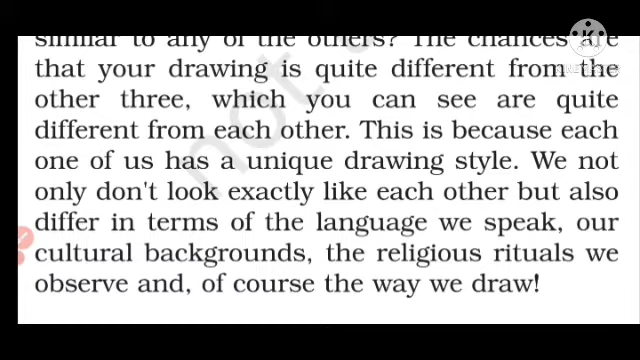 similar to any of the others? The chances are
that your drawing is quite different from the
other three, which you can see are quite
different from each other. This is because each
one of us has a unique drawing style. We not
only don't look exactly like each other but also
differ in terms of the language we speak, our
cultural backgrounds, the religious rituals we
observe and, of course the way we draw!
not
K